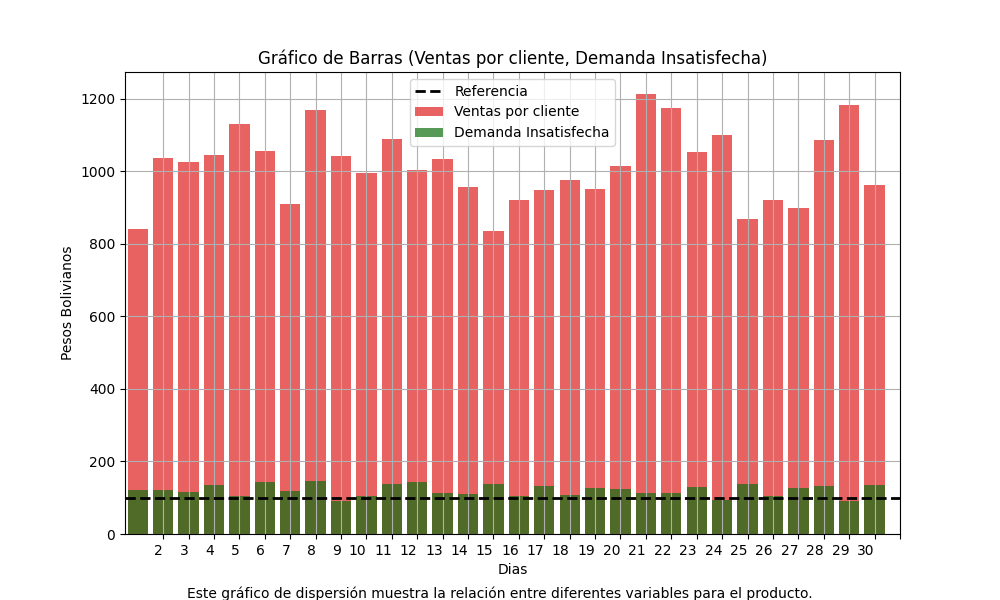 Gráfico de Barras (Ventas por cliente, Demanda Insatisfecha)
Referencia
Ventas por cliente
Demanda Insatisfecha
Pesos Bolivianos
1200
1000
800
600
400
200
0
2 3 4 5 6 7 8 9 10 11 12 13 14 15 16 17 18 19 20 21 22 23 24 25 26 27 28 29 30
Dias
Este gráfico de dispersión muestra la relación entre diferentes variables para el producto.